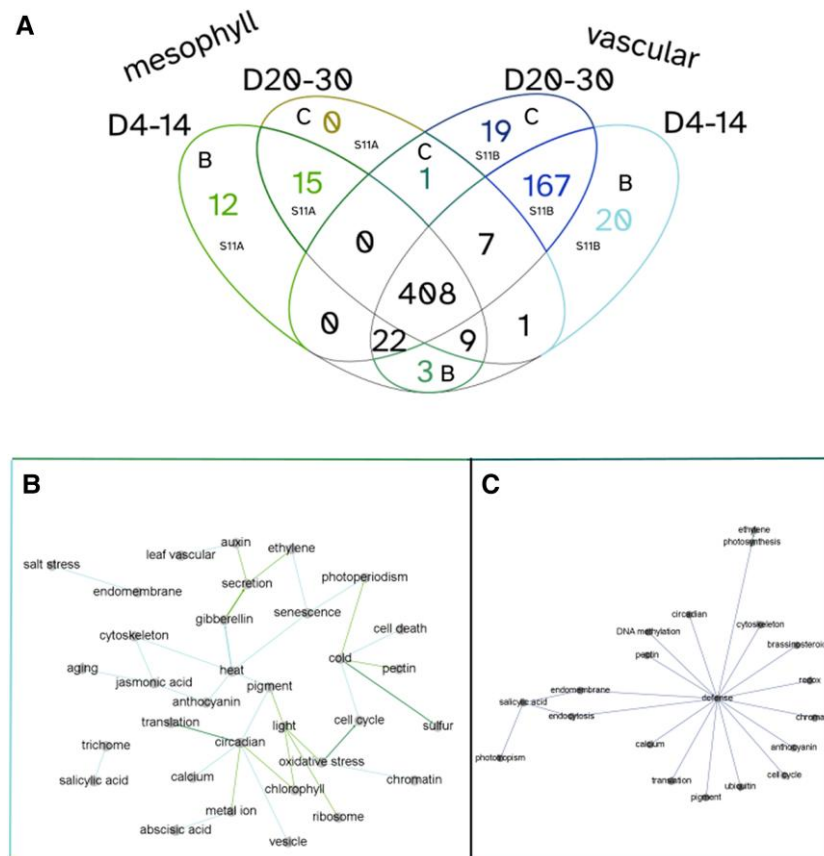 A
mesophyll
vascular
D20-30
D20-30
D4-14
D4-14
C 0
19 C
S11A
C
S11B
B
15
1
167
B
12
S11A
S11B
20
S11A
S11B
0
7
408
0
22
9
1
3 B
B
auxin
ethylene
leaf vascular
salt stress
secretion
photoperiodism
endomembrane
gibberellin
senescence
cytoskeleton
cell death
cold
aging
heat
pectin
jasmonic acid
pigment
anthocyanin
translation
light
cell cycle
sulfur
trichome
circadian
oxidative stress
salicylic acid
calcium
chlorophyll
chromatin
metal ion
ribosome
abscisic acid
vesicle
C
ethylene
photosynthesis
circadian
DNA methylation
cytoskeleton
pectin
brassinosteroid
redox
endomembrane
defense
salicylic acid
endocytosis
chroma
calcium
anthocyanin
phototropism
translation
cell cycle
ubiquitin
pigment